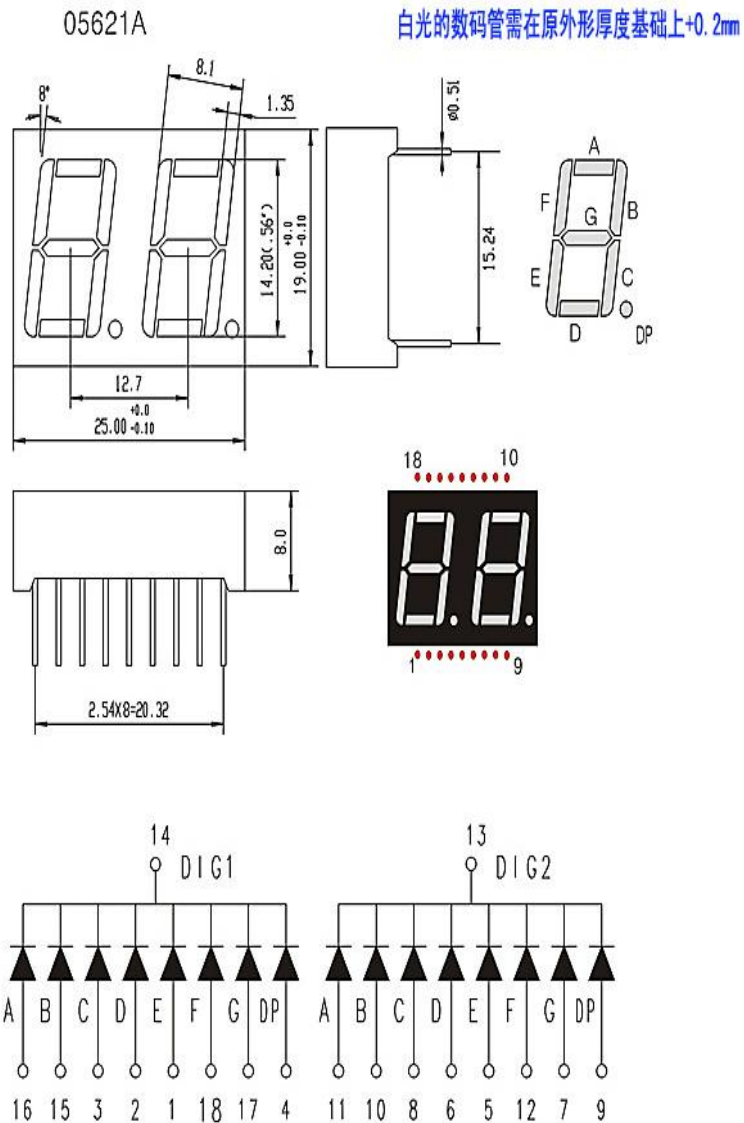 05621A
白光的数码管需在原外形厚度基础上+0.2mm
8°
8.1
1.35
14.20(.56")
19.00 +0.0 -0.10
12.7
25.00 +0.0 -0.10
ø0.51
15.24
A
F
B
G
E
C
D
DP
8.0
2.54X8=20.32
18
10
1
9
14
DIG1
13
DIG2
A B C D E F G DP
A B C D E F G DP
16 15 3 2 1 18 17 4
11 10 8 6 5 12 7 9